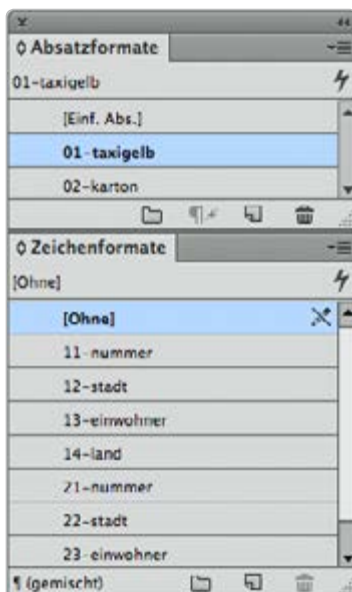 Absatzformate
01-taxigelb
[Einf. Abs.]
01-taxigelb
02-karton
Zeichenformate
[Ohne]
[Ohne]
11-nummer
12-stadt
13-einwohner
14-land
21-nummer
22-stadt
23-einwohner
¶ (gemischt)